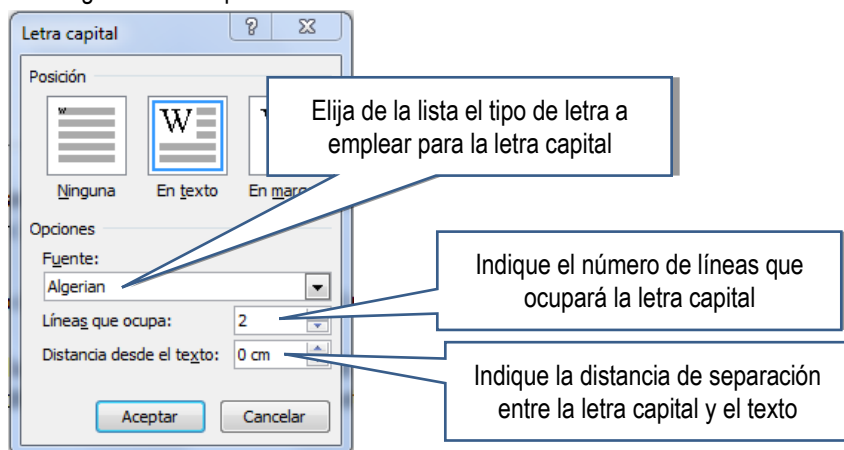 Letra capital
Posición
Elija de la lista el tipo de letra a
emplear para la letra capital
W
Ninguna
En texto
En marg
Opciones
Fuente:
Algerian
Indique el número de líneas que
ocupará la letra capital
Líneas que ocupa:
2
Distancia desde el texto:
0 cm
Indique la distancia de separación
entre la letra capital y el texto
Aceptar
Cancelar